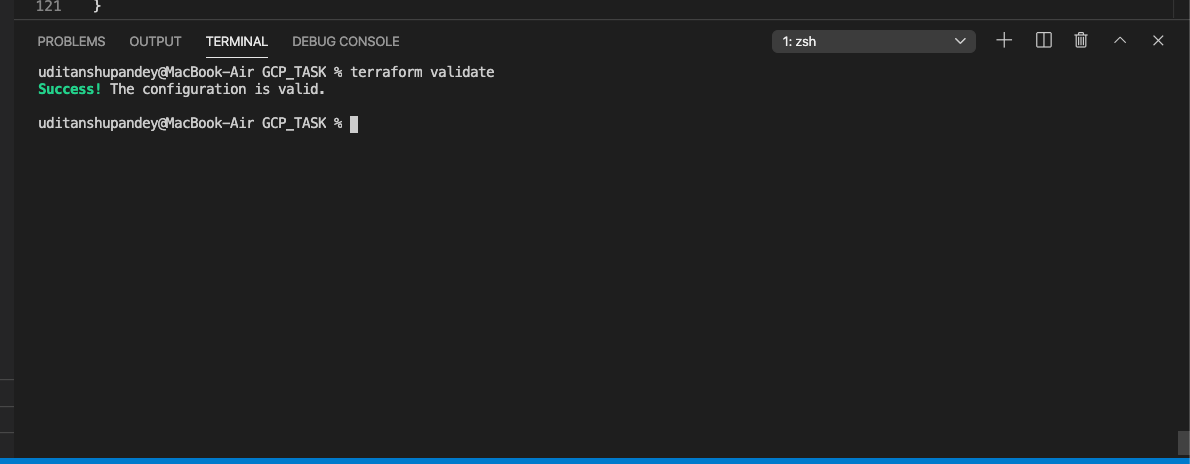 121 }
PROBLEMS OUTPUT TERMINAL DEBUG CONSOLE 1: zsh
uditanshupandey@MacBook-Air GCP_TASK % terraform validate
Success! The configuration is valid.
uditanshupandey@MacBook-Air GCP_TASK %